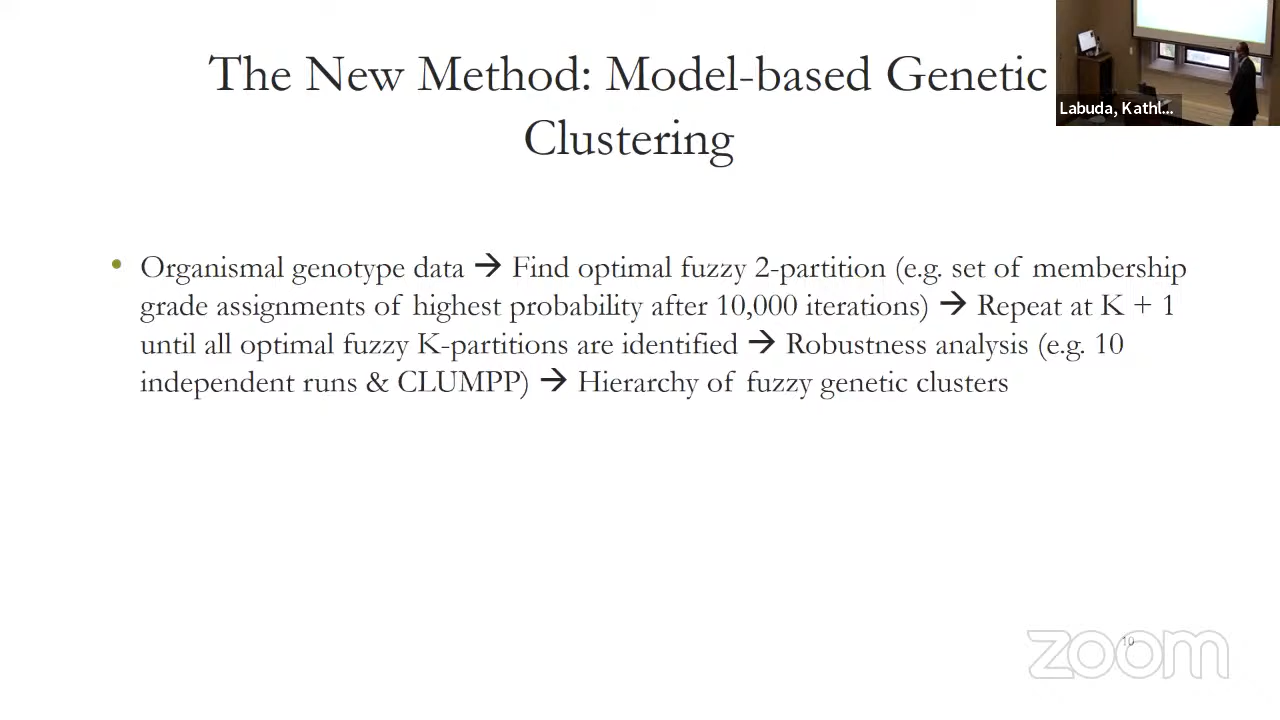 The New Method: Model-based Genetic
Clustering
Labuda, Kathl...
• Organismal genotype data → Find optimal fuzzy 2-partition (e.g. set of membership
grade assignments of highest probability after 10,000 iterations) → Repeat at K + 1
until all optimal fuzzy K-partitions are identified → Robustness analysis (e.g. 10
independent runs & CLUMPP) → Hierarchy of fuzzy genetic clusters
10
zoom